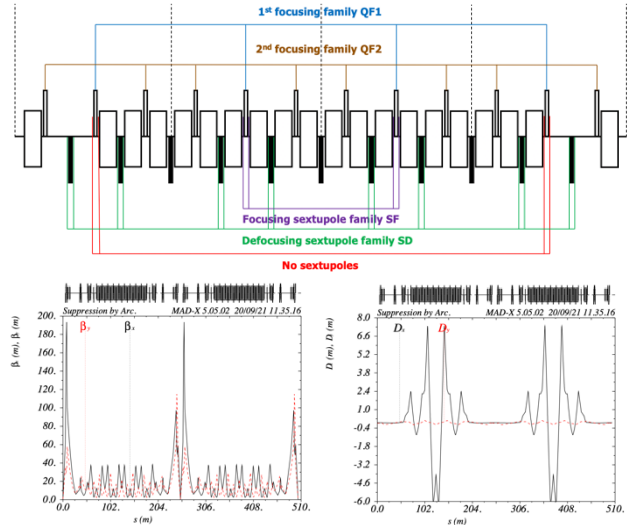 1st focusing family QF1
2nd focusing family QF2
Focusing sextupole family SF
Defocusing sextupole family SD
No sextupoles
Suppression by Arc. MAD-X 5.05.02 20/09/21 11.35.16
200.
180.
160.
140.
120.
100.
80.
60.
40.
20.
0.0
βx (m), βy (m)
βy βx
0.0 102. 204. 306. 408. 510.
s (m)
Suppression by Arc. MAD-X 5.05.02 20/09/21 11.35.16
8.0
6.6
5.2
3.8
2.4
1.0
-0.4
-1.8
-3.2
-4.6
-6.0
Dx Dy
0.0 102. 204. 306. 408. 510.
s (m)